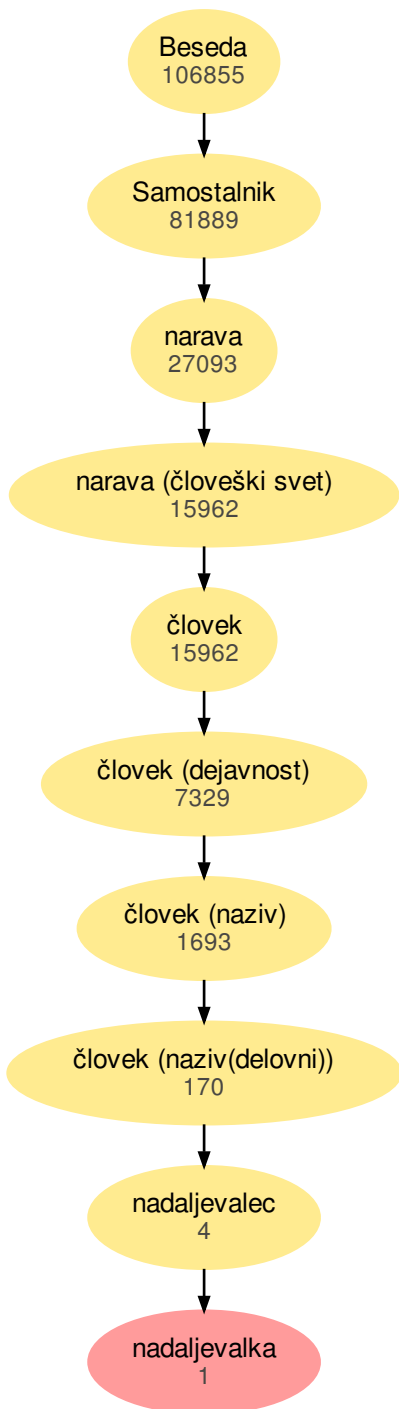 Beseda
106855
Samostalnik
81889
narava
27093
narava (človeški svet)
15962
človek
15962
človek (dejavnost)
7329
človek (naziv)
1693
človek (naziv(delovni))
170
nadaljevalec
4
nadaljevalka
1